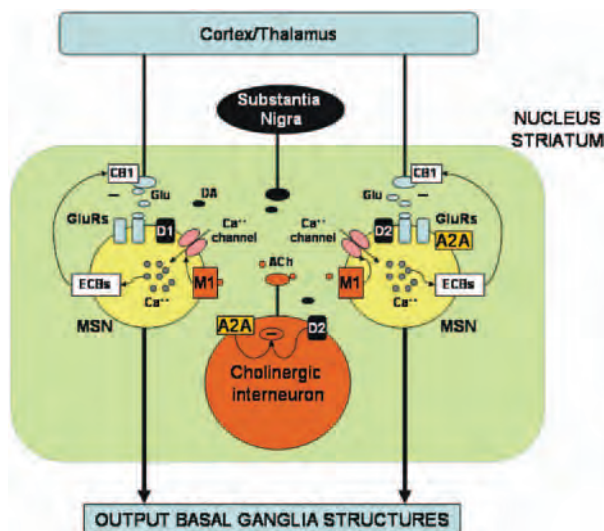 Cortex/Thalamus
Substantia
Nigra
NUCLEUS
STRIATUM
CB1
CB1
Glu
DA
Glu
GluRs
D1
Ca++
channel
Ca++
channel
D2
GluRs
A2A
ACh
M1
M1
ECBs
Ca++
Ca++
ECBs
MSN
MSN
A2A
D2
Cholinergic
interneuron
OUTPUT BASAL GANGLIA STRUCTURES